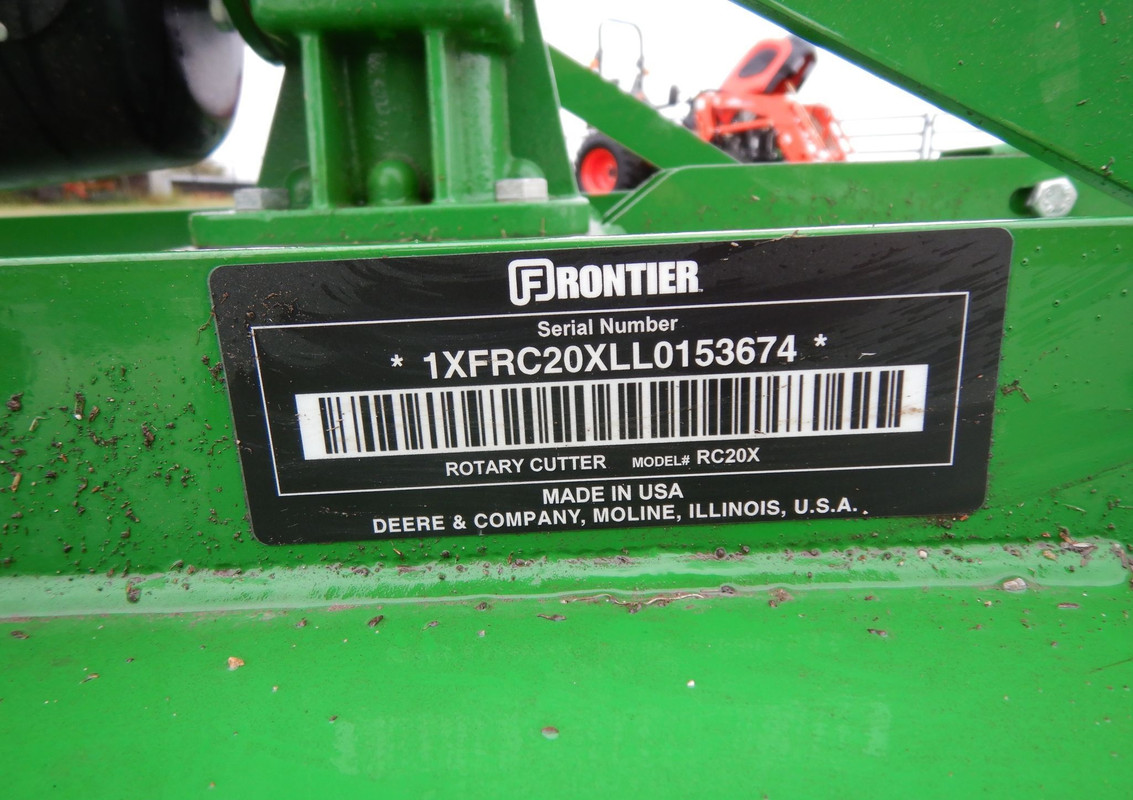 FRONTIER
Serial Number
* 1XFRC20XLL0153674 *
ROTARY CUTTER MODEL# RC20X
MADE IN USA
DEERE & COMPANY, MOLINE, ILLINOIS, U.S.A.